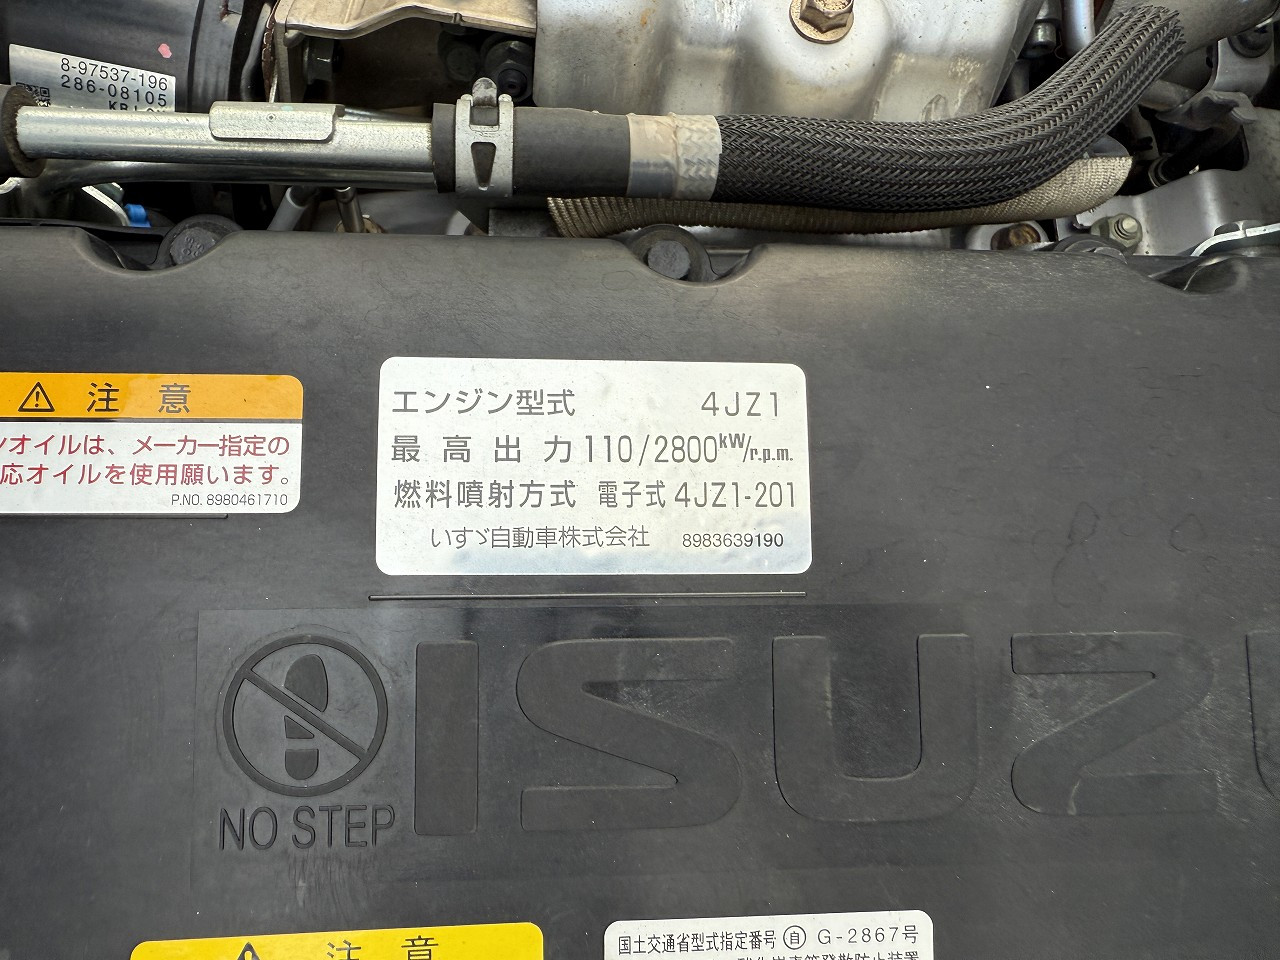 8-97537-196
286-08105
注意
ンオイルは、メーカー指定の
応オイルを使用願います。
P.NO. 8980461710
エンジン型式 4JZ1
最高出力 110/2800kW/r.p.m.
燃料噴射方式 電子式 4JZ1-201
いすゞ自動車株式会社 8983639190
ISUZ
NO STEP
注意
国土交通省型式指定番号 自 G-2867号